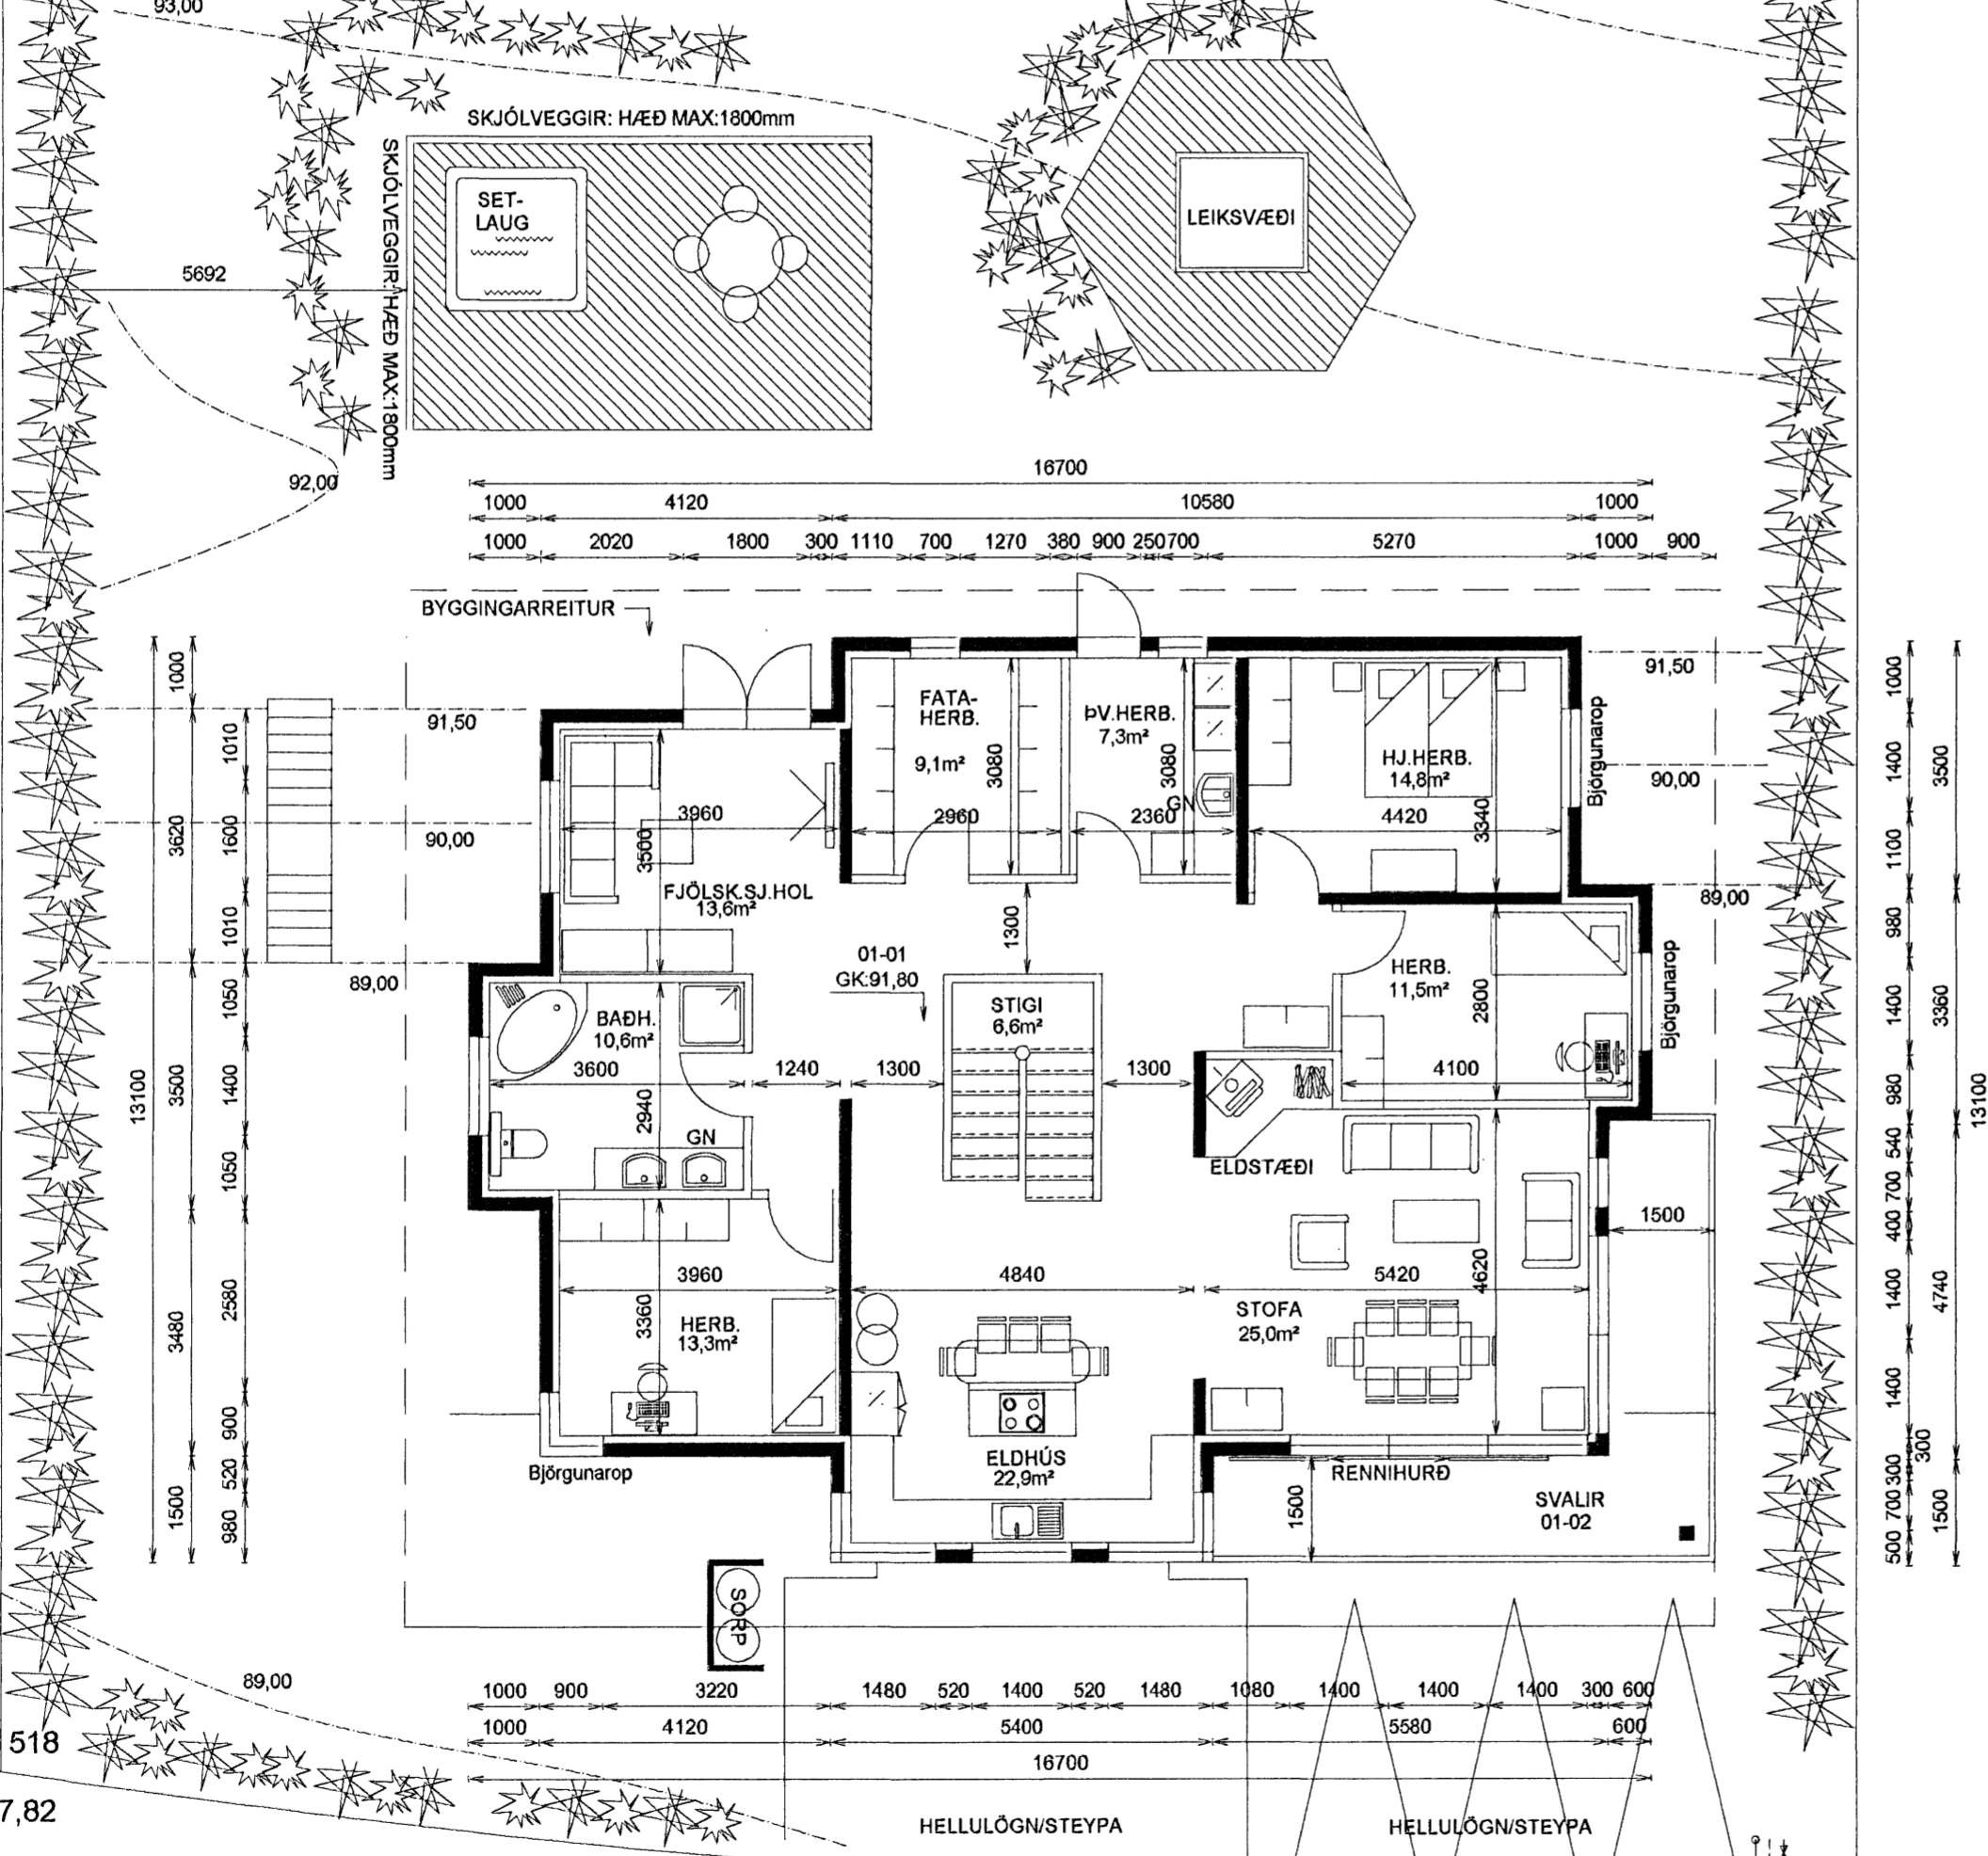 93,00
SKJÓLVEGGIR: HÆÐ MAX:1800mm
SKJÓLVEGGIR: HÆÐ MAX:1800mm
SET-
LAUG
LEIKSVÆÐI
5692
92,00
16700
1000 4120 10580 1000
1000 2020 1800 300 1110 700 1270 380 900 250 700 5270 1000 900
BYGGINGARREITUR
91,50
90,00
89,00
91,50
90,00
89,00
13100
1000
3620
3500
3480
1500
1010
1600
1010
1050
1400
1050
2580
900
520
980
FATA-
HERB.
9,1m²
3080
2960
ÞV.HERB.
7,3m²
3080
2360
GN
HJ.HERB.
14,8m²
4420
3340
Björgunarop
3960
3500
FJÖLSK.SJ.HOL
13,6m²
1300
01-01
GK:91,80
STIGI
6,6m²
HERB.
11,5m²
2800
4100
Björgunarop
BAÐH.
10,6m²
3600
2940
GN
1240
1300
1300
ELDSTÆÐI
3960
3360
HERB.
13,3m²
4840
5420
4620
STOFA
25,0m²
1500
ELDHÚS
22,9m²
Björgunarop
RENNIHURÐ
1500
SVALIR
01-02
SORP
1000
1400
1100
980
1400
980
540
700
400
1400
1400
300
300
700
500
3500
3360
4740
1500
13100
89,00
1000 900 3220 1480 520 1400 520 1480 1080 1400 1400 1400 300 600
1000 4120 5400 5580 600
16700
518
7,82
HELLULÖGN/STEYPA
HELLULÖGN/STEYPA